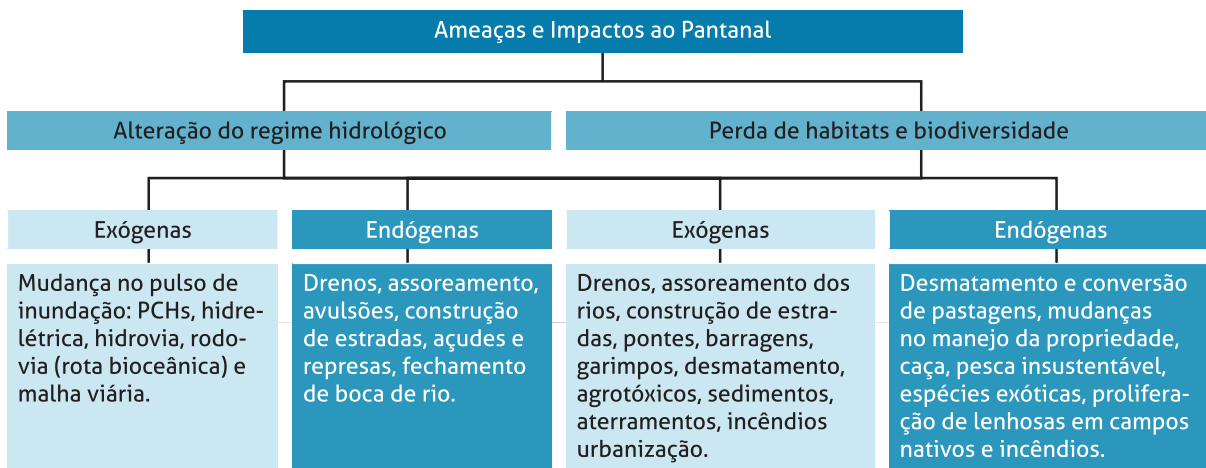 Ameaças e Impactos ao Pantanal
Alteração do regime hidrológico
Perda de habitats e biodiversidade
Exógenas
Mudança no pulso de
inundação: PCHs, hidre-
létrica, hidrovia, rodo-
via (rota bioceânica) e
malha viária.
Endógenas
Drenos, assoreamento,
avulsões, construção
de estradas, açudes e
represas, fechamento
de boca de rio.
Exógenas
Drenos, assoreamento dos
rios, construção de estra-
das, pontes, barragens,
garimpos, desmatamento,
agrotóxicos, sedimentos,
aterramentos, incêndios
urbanização.
Endógenas
Desmatamento e conversão
de pastagens, mudanças
no manejo da propriedade,
caça, pesca insustentável,
espécies exóticas, prolifera-
ção de lenhosas em campos
nativos e incêndios.